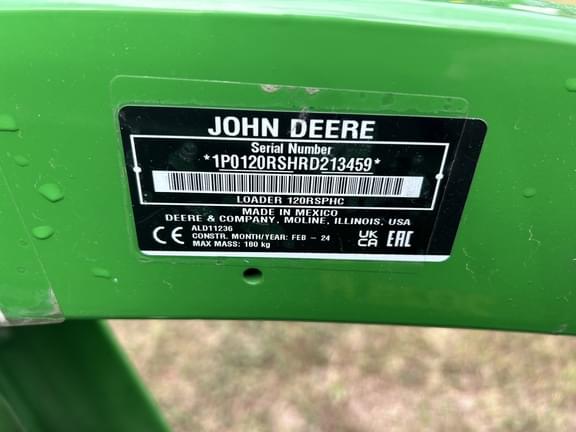 JOHN DEERE
Serial Number
*1P0120RSHRD213459*
LOADER 120RSPHC
MADE IN MEXICO
DEERE & COMPANY, MOLINE, ILLINOIS, USA
ALD11236
CONSTR. MONTH/YEAR: FEB - 24
MAX MASS: 180 kg
CE
UK
CA
EAC